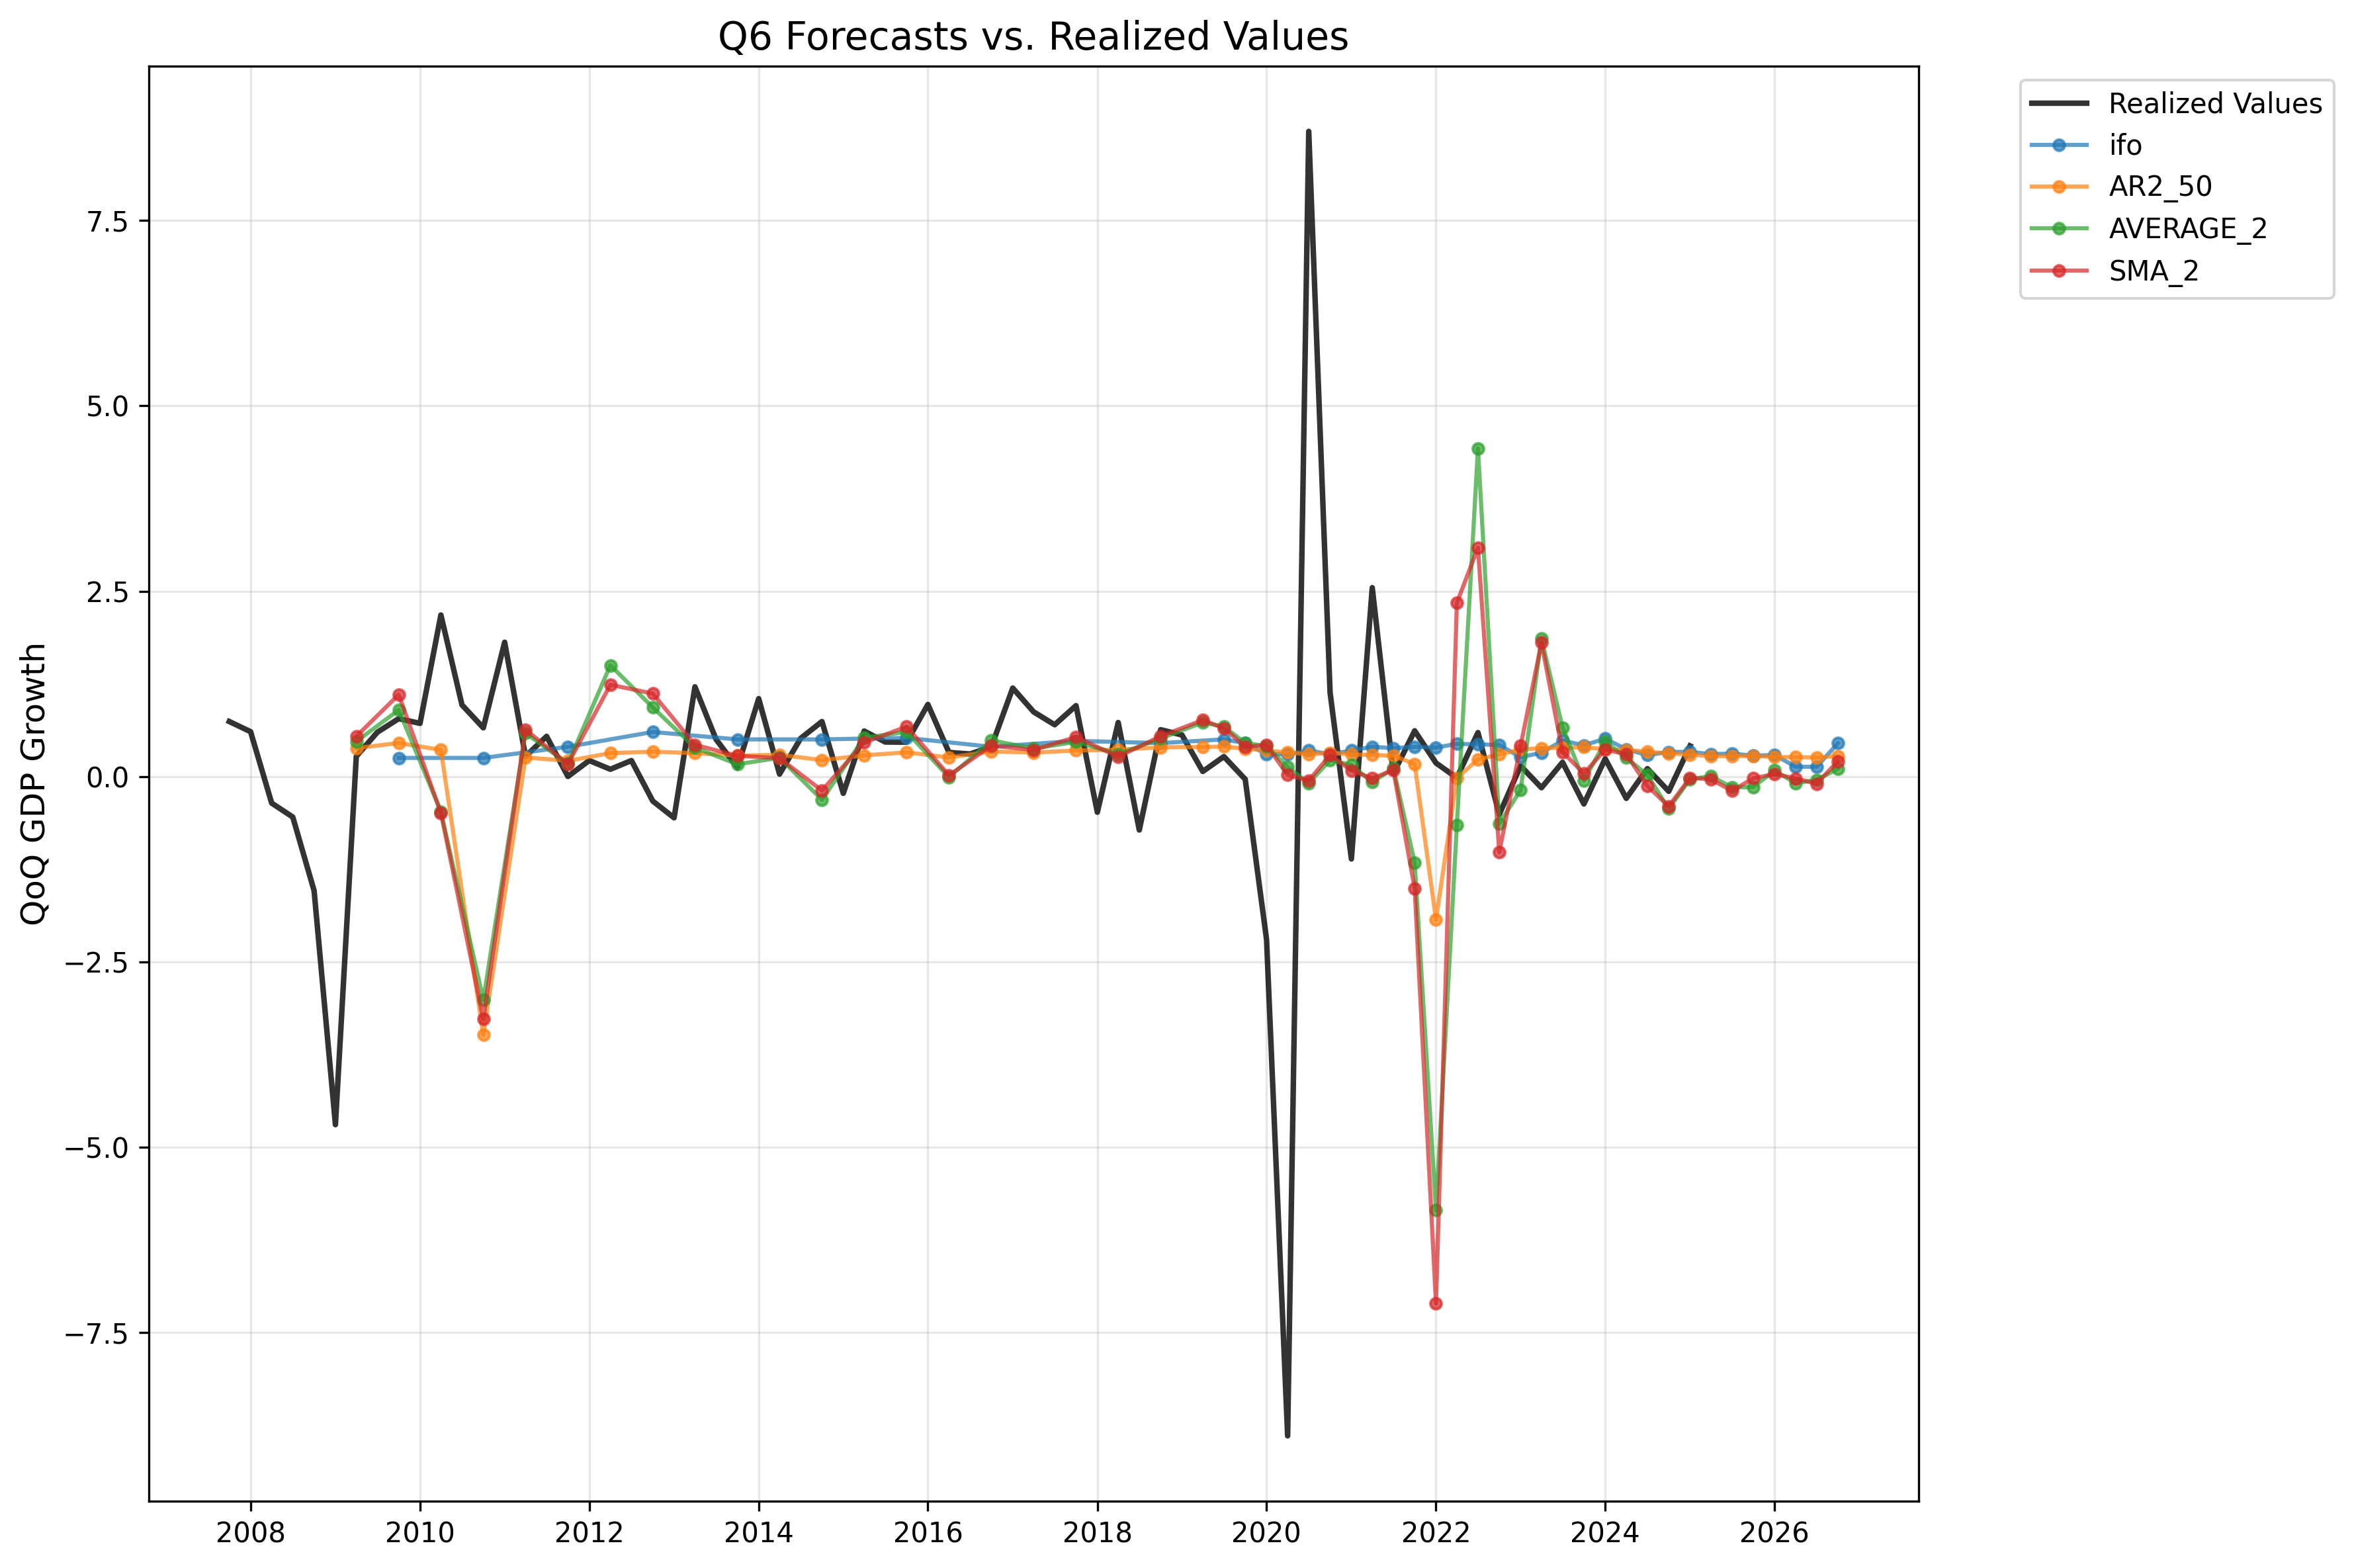 Q6 Forecasts vs. Realized Values
Realized Values
ifo
AR2_50
AVERAGE_2
SMA_2
QoQ GDP Growth
7.5
5.0
2.5
0.0
−2.5
−5.0
−7.5
2008 2010 2012 2014 2016 2018 2020 2022 2024 2026